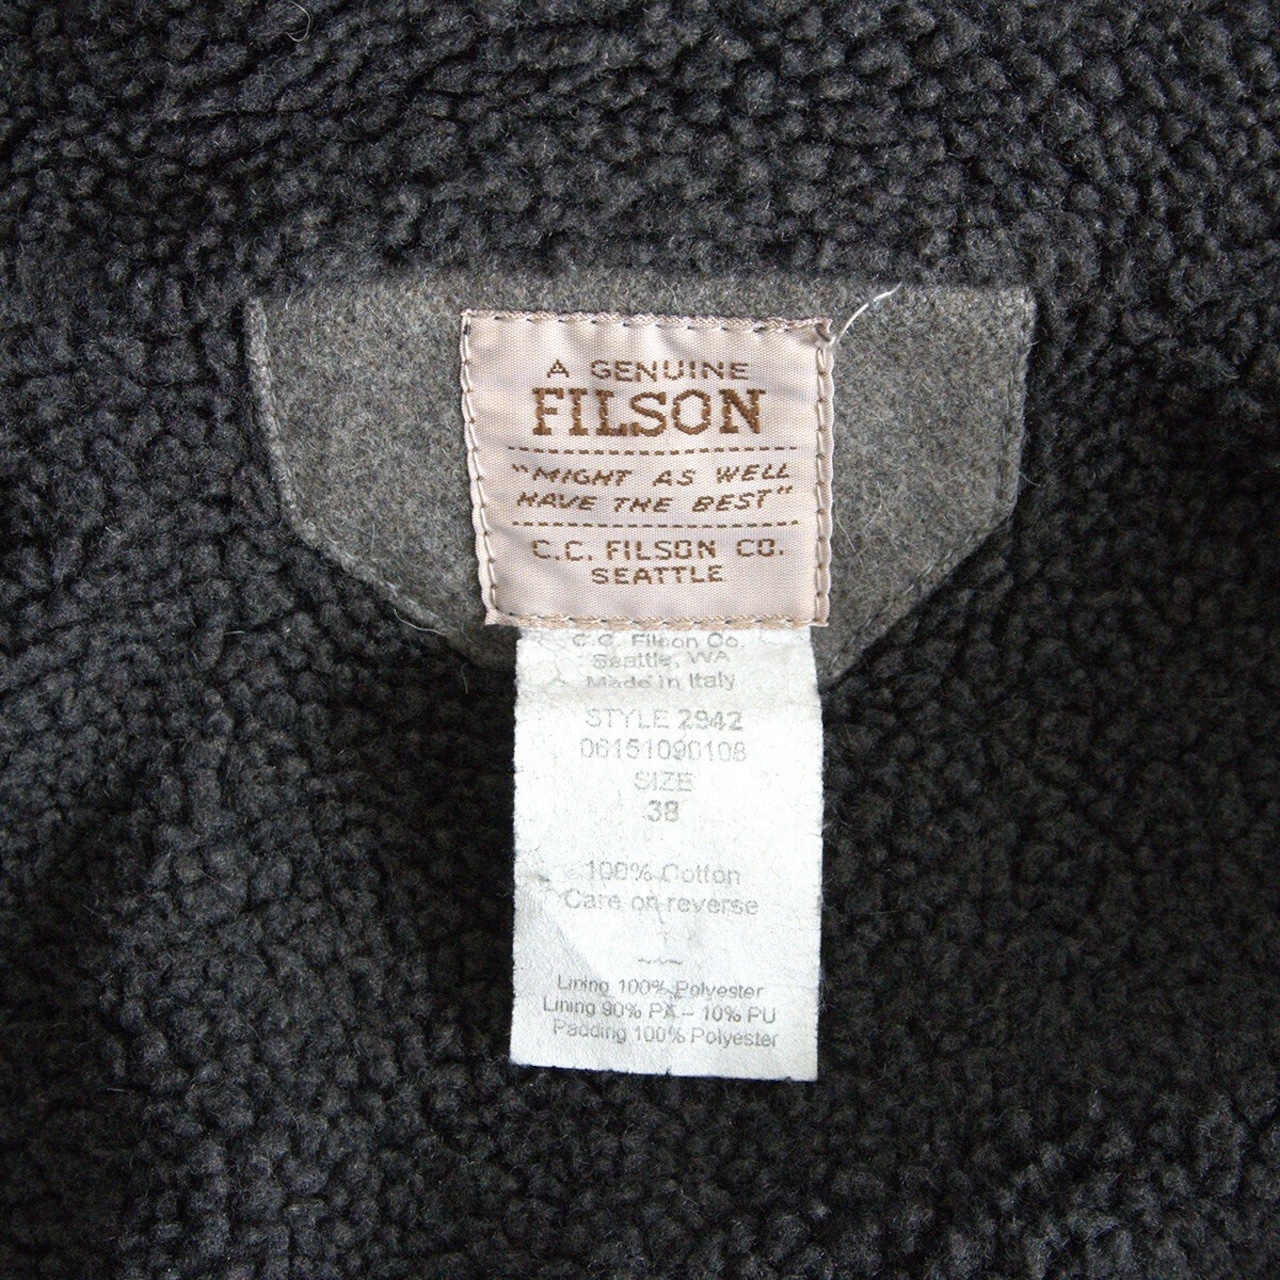 A GENUINE
FILSON
"MIGHT AS WELL
HAVE THE BEST"
C.C. FILSON CO.
SEATTLE
C.C. Filson Co.
Seattle, WA
Made in Italy
STYLE 2942
06151090108
SIZE
38
100% Cotton
Care on reverse
~~~
Lining 100% Polyester
Lining 90% PA – 10% PU
Padding 100% Polyester